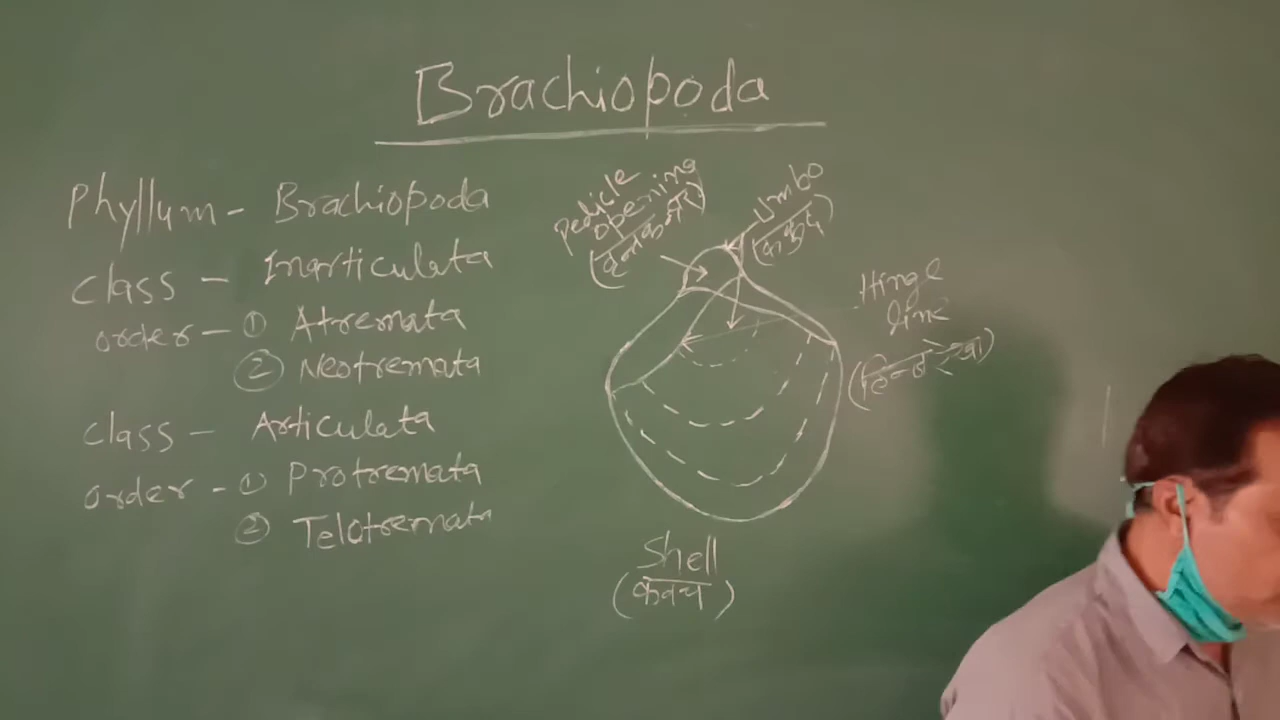 Brachiopoda
Phyllum - Brachiopoda
class - Inarticulata
order - ① Atremata
② Neotremata
class - Articulata
order - ① Protremata
② Telotremata
pedicle
opening
Umbo
(ककुद)
Hinge
line
Shell
(कवच)